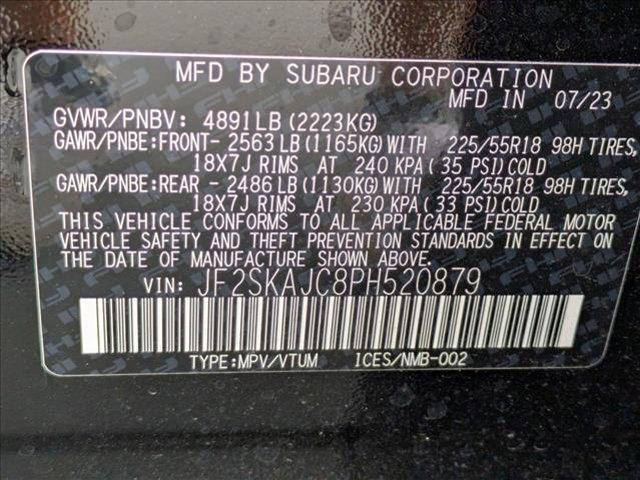 MFD BY SUBARU CORPORATION
MFD IN 07/23
GVWR/PNBV: 4891LB(2223KG)
GAWR/PNBE:FRONT- 2563LB(1165KG)WITH 225/55R18 98H TIRES,
18X7J RIMS AT 240 KPA(35 PSI)COLD
GAWR/PNBE:REAR - 2486LB(1130KG)WITH 225/55R18 98H TIRES,
18X7J RIMS AT 230 KPA(33 PSI)COLD
THIS VEHICLE CONFORMS TO ALL APPLICABLE FEDERAL MOTOR
VEHICLE SAFETY AND THEFT PREVENTION STANDARDS IN EFFECT ON
THE DATE OF MANUFACTURE SHOWN ABOVE.
VIN: JF2SKAJC8PH520879
TYPE:MPV/VTUM ICES/NMB-002